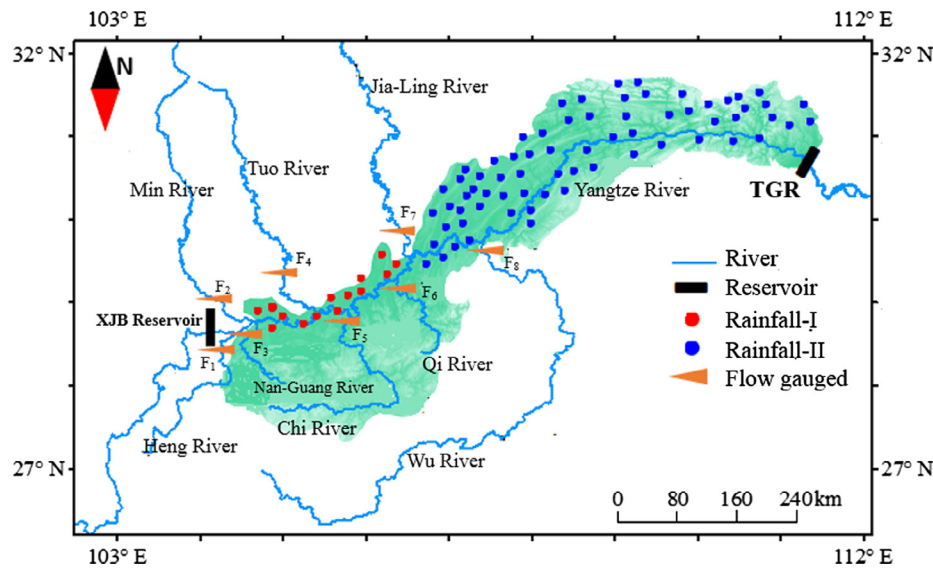 103° E
112° E
32° N
N
Jia-Ling River
Tuo River
Min River
Yangtze River
TGR
F7
F4
F8
F2
F6
XJB Reservoir
F3
F5
F1
Qi River
Nan-Guang River
Chi River
Heng River
Wu River
River
Reservoir
Rainfall-I
Rainfall-II
Flow gauged
27° N
27° N
0 80 160 240km
103° E
112° E